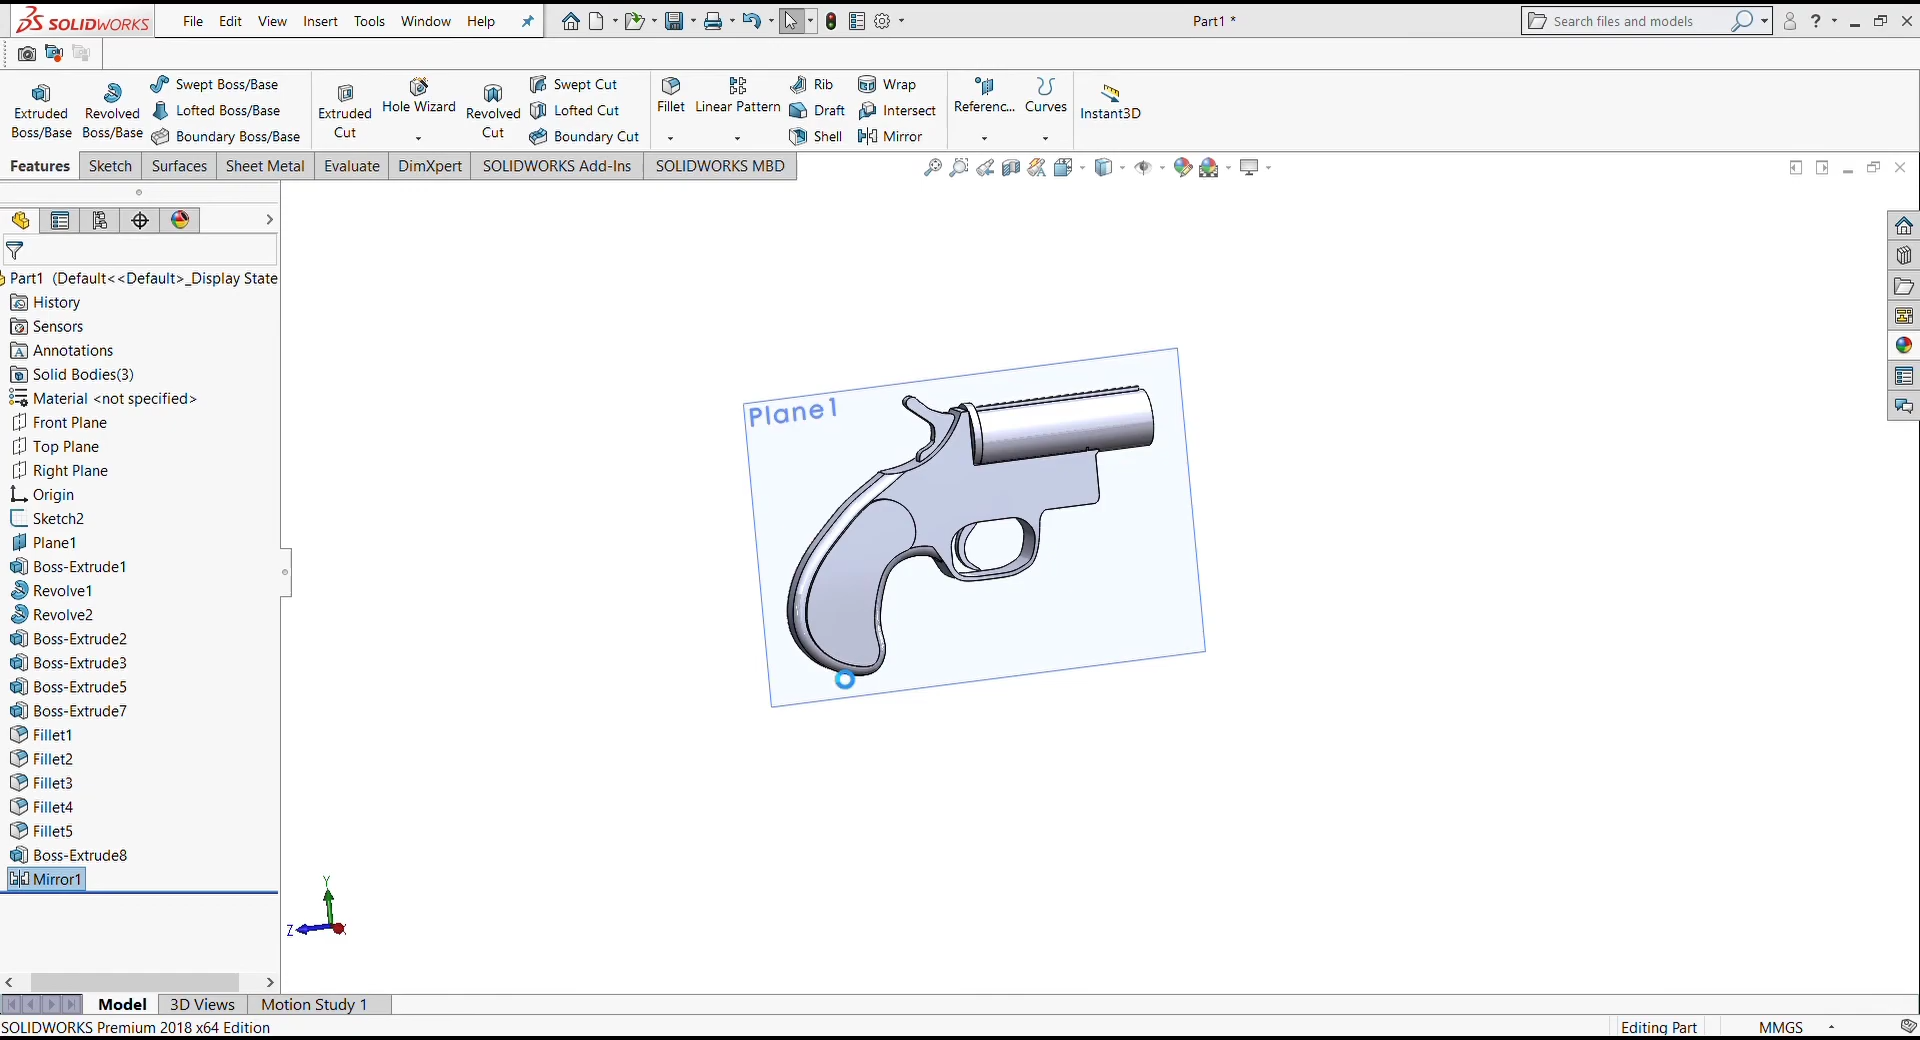 SOLIDWORKS File Edit View Insert Tools Window Help Part1 * Search files and models ?
Extruded Boss/Base
Revolved Boss/Base
Swept Boss/Base
Lofted Boss/Base
Boundary Boss/Base
Extruded Cut
Hole Wizard
Revolved Cut
Swept Cut
Lofted Cut
Boundary Cut
Fillet
Linear Pattern
Rib
Draft
Shell
Wrap
Intersect
Mirror
Referenc...
Curves
Instant3D
Features Sketch Surfaces Sheet Metal Evaluate DimXpert SOLIDWORKS Add-Ins SOLIDWORKS MBD
Part1 (Default<<Default>_Display State
History
Sensors
Annotations
Solid Bodies(3)
Material <not specified>
Front Plane
Top Plane
Right Plane
Origin
Sketch2
Plane1
Boss-Extrude1
Revolve1
Revolve2
Boss-Extrude2
Boss-Extrude3
Boss-Extrude5
Boss-Extrude7
Fillet1
Fillet2
Fillet3
Fillet4
Fillet5
Boss-Extrude8
Mirror1
Plane1
Y
Z
Model 3D Views Motion Study 1
SOLIDWORKS Premium 2018 x64 Edition Editing Part MMGS